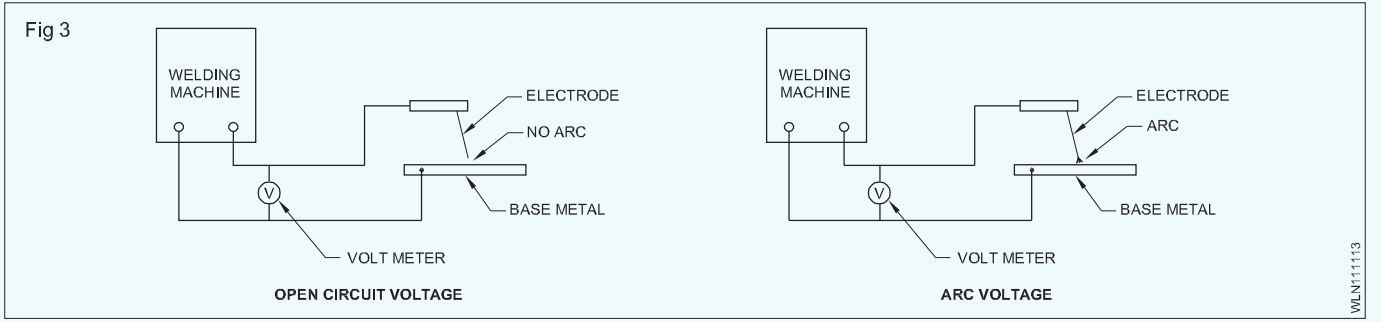 Fig 3
WELDING
MACHINE
ELECTRODE
NO ARC
V
BASE METAL
VOLT METER
OPEN CIRCUIT VOLTAGE
WELDING
MACHINE
ELECTRODE
ARC
V
BASE METAL
VOLT METER
ARC VOLTAGE
WLN111113